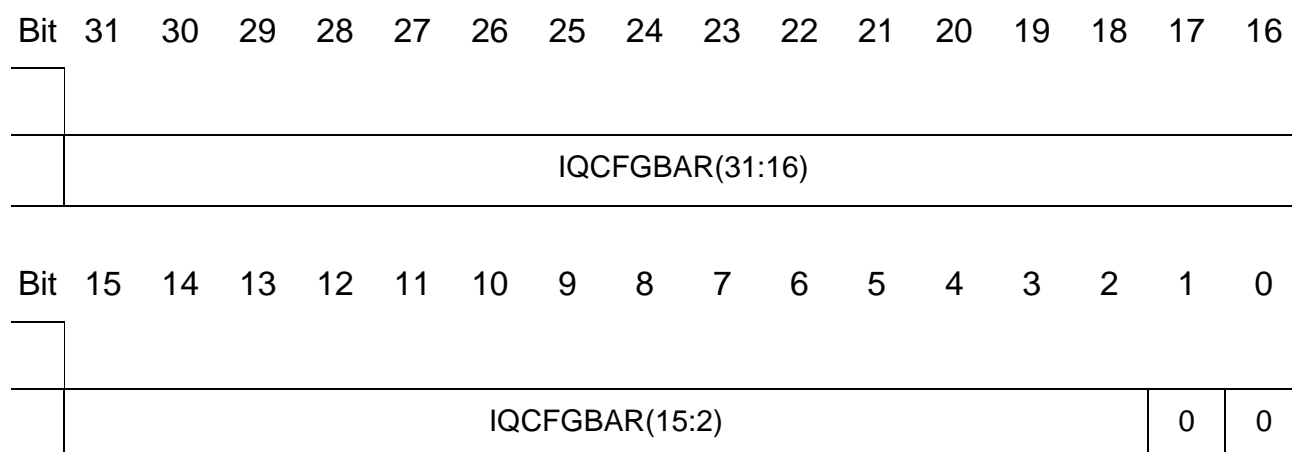 Bit 31 30 29 28 27 26 25 24 23 22 21 20 19 18 17 16
IQCFGBAR(31:16)
Bit 15 14 13 12 11 10 9 8 7 6 5 4 3 2 1 0
IQCFGBAR(15:2) 0 0